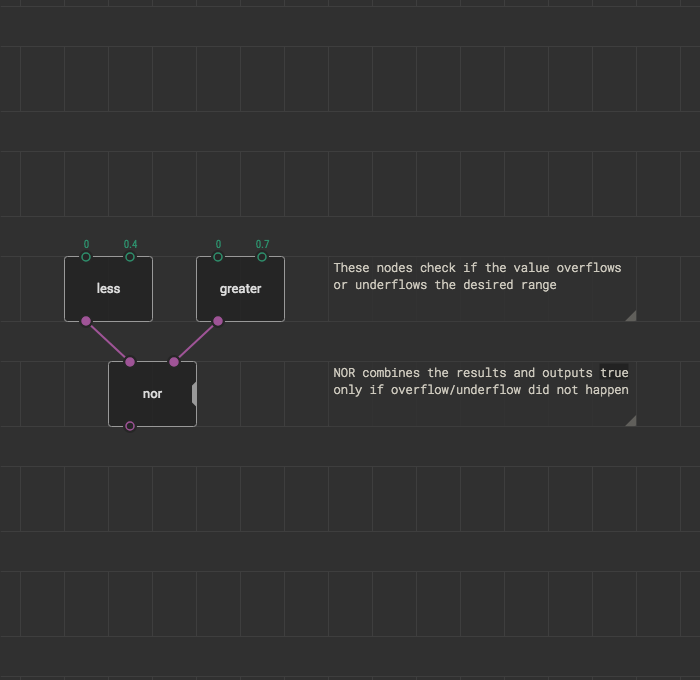 0 0.4 0 0.7
less greater
These nodes check if the value overflows
or underflows the desired range
nor
NOR combines the results and outputs true
only if overflow/underflow did not happen